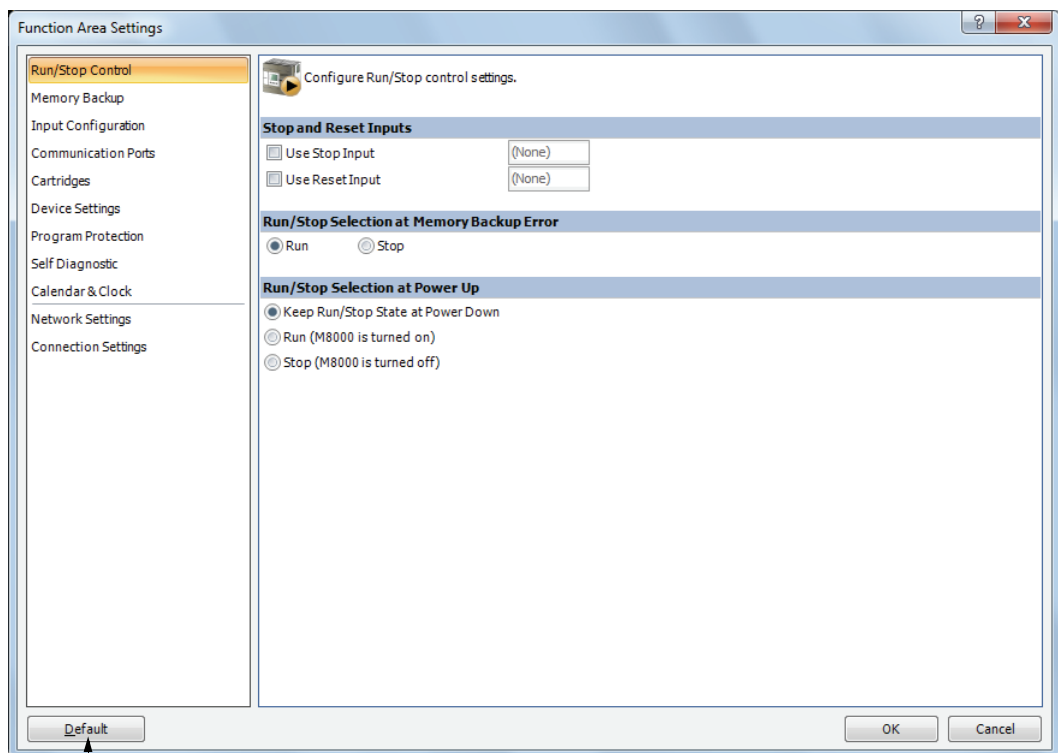 Function Area Settings
?
X
Run/Stop Control
Memory Backup
Input Configuration
Communication Ports
Cartridges
Device Settings
Program Protection
Self Diagnostic
Calendar & Clock
Network Settings
Connection Settings
Configure Run/Stop control settings.
Stop and Reset Inputs
Use Stop Input (None)
Use Reset Input (None)
Run/Stop Selection at Memory Backup Error
Run Stop
Run/Stop Selection at Power Up
Keep Run/Stop State at Power Down
Run (M8000 is turned on)
Stop (M8000 is turned off)
Default OK Cancel